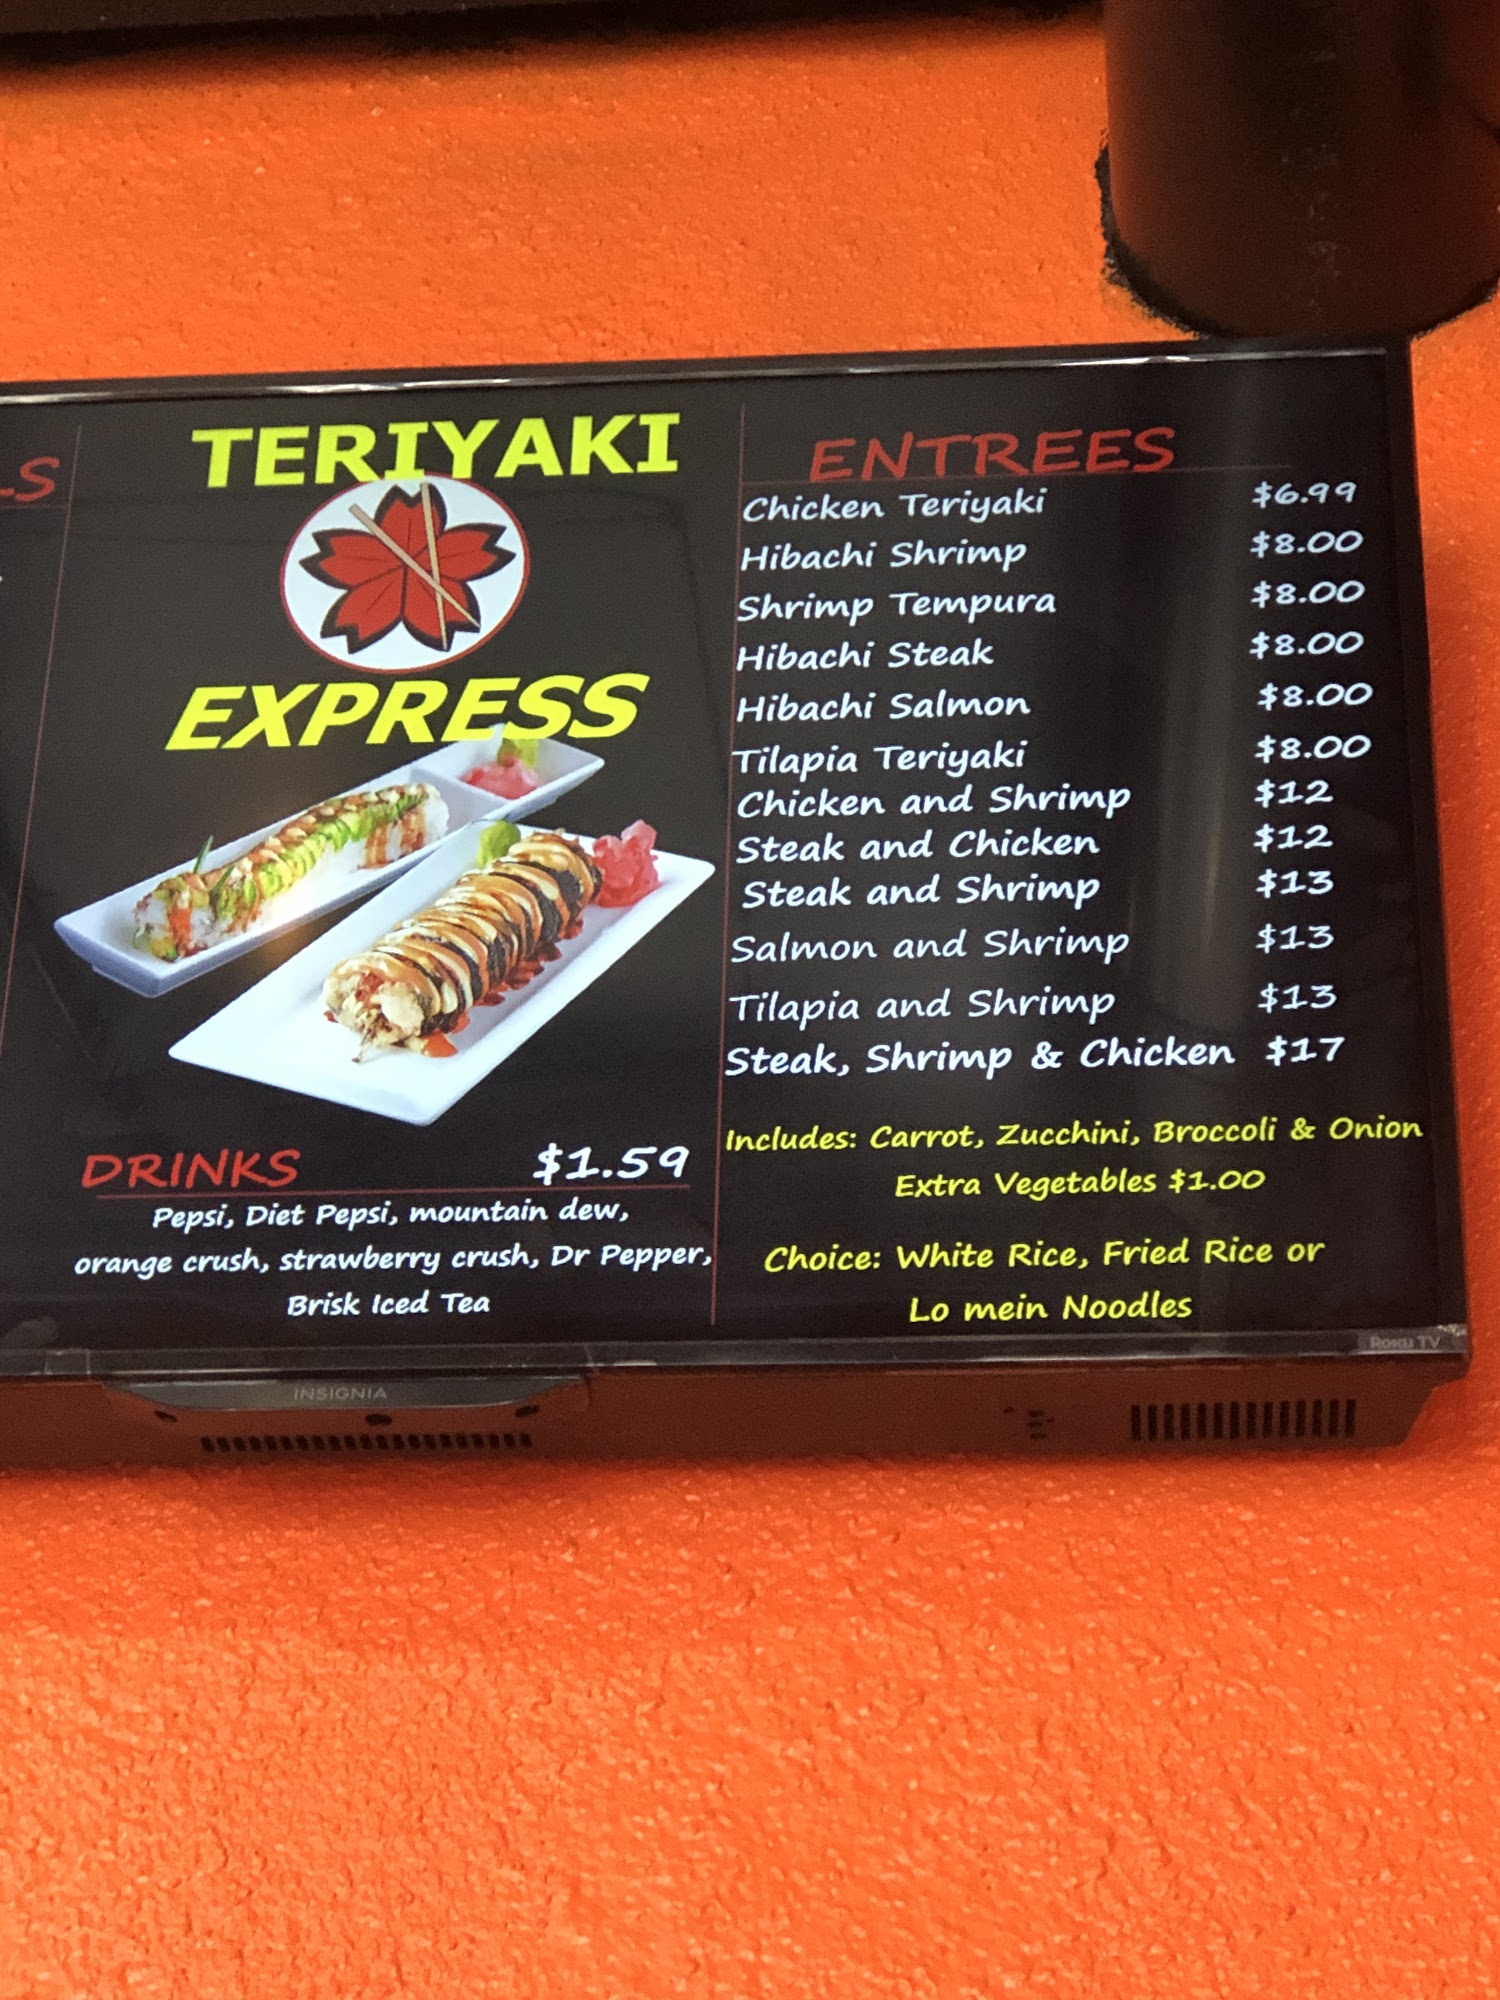 LS
TERIYAKI
EXPRESS
DRINKS $1.59
Pepsi, Diet Pepsi, mountain dew,
orange crush, strawberry crush, Dr Pepper,
Brisk Iced Tea
ENTREES
Chicken Teriyaki $6.99
Hibachi Shrimp $8.00
Shrimp Tempura $8.00
Hibachi Steak $8.00
Hibachi Salmon $8.00
Tilapia Teriyaki $8.00
Chicken and Shrimp $12
Steak and Chicken $12
Steak and Shrimp $13
Salmon and Shrimp $13
Tilapia and Shrimp $13
Steak, Shrimp & Chicken $17
Includes: Carrot, Zucchini, Broccoli & Onion
Extra Vegetables $1.00
Choice: White Rice, Fried Rice or
Lo mein Noodles
Roku TV
INSIGNIA